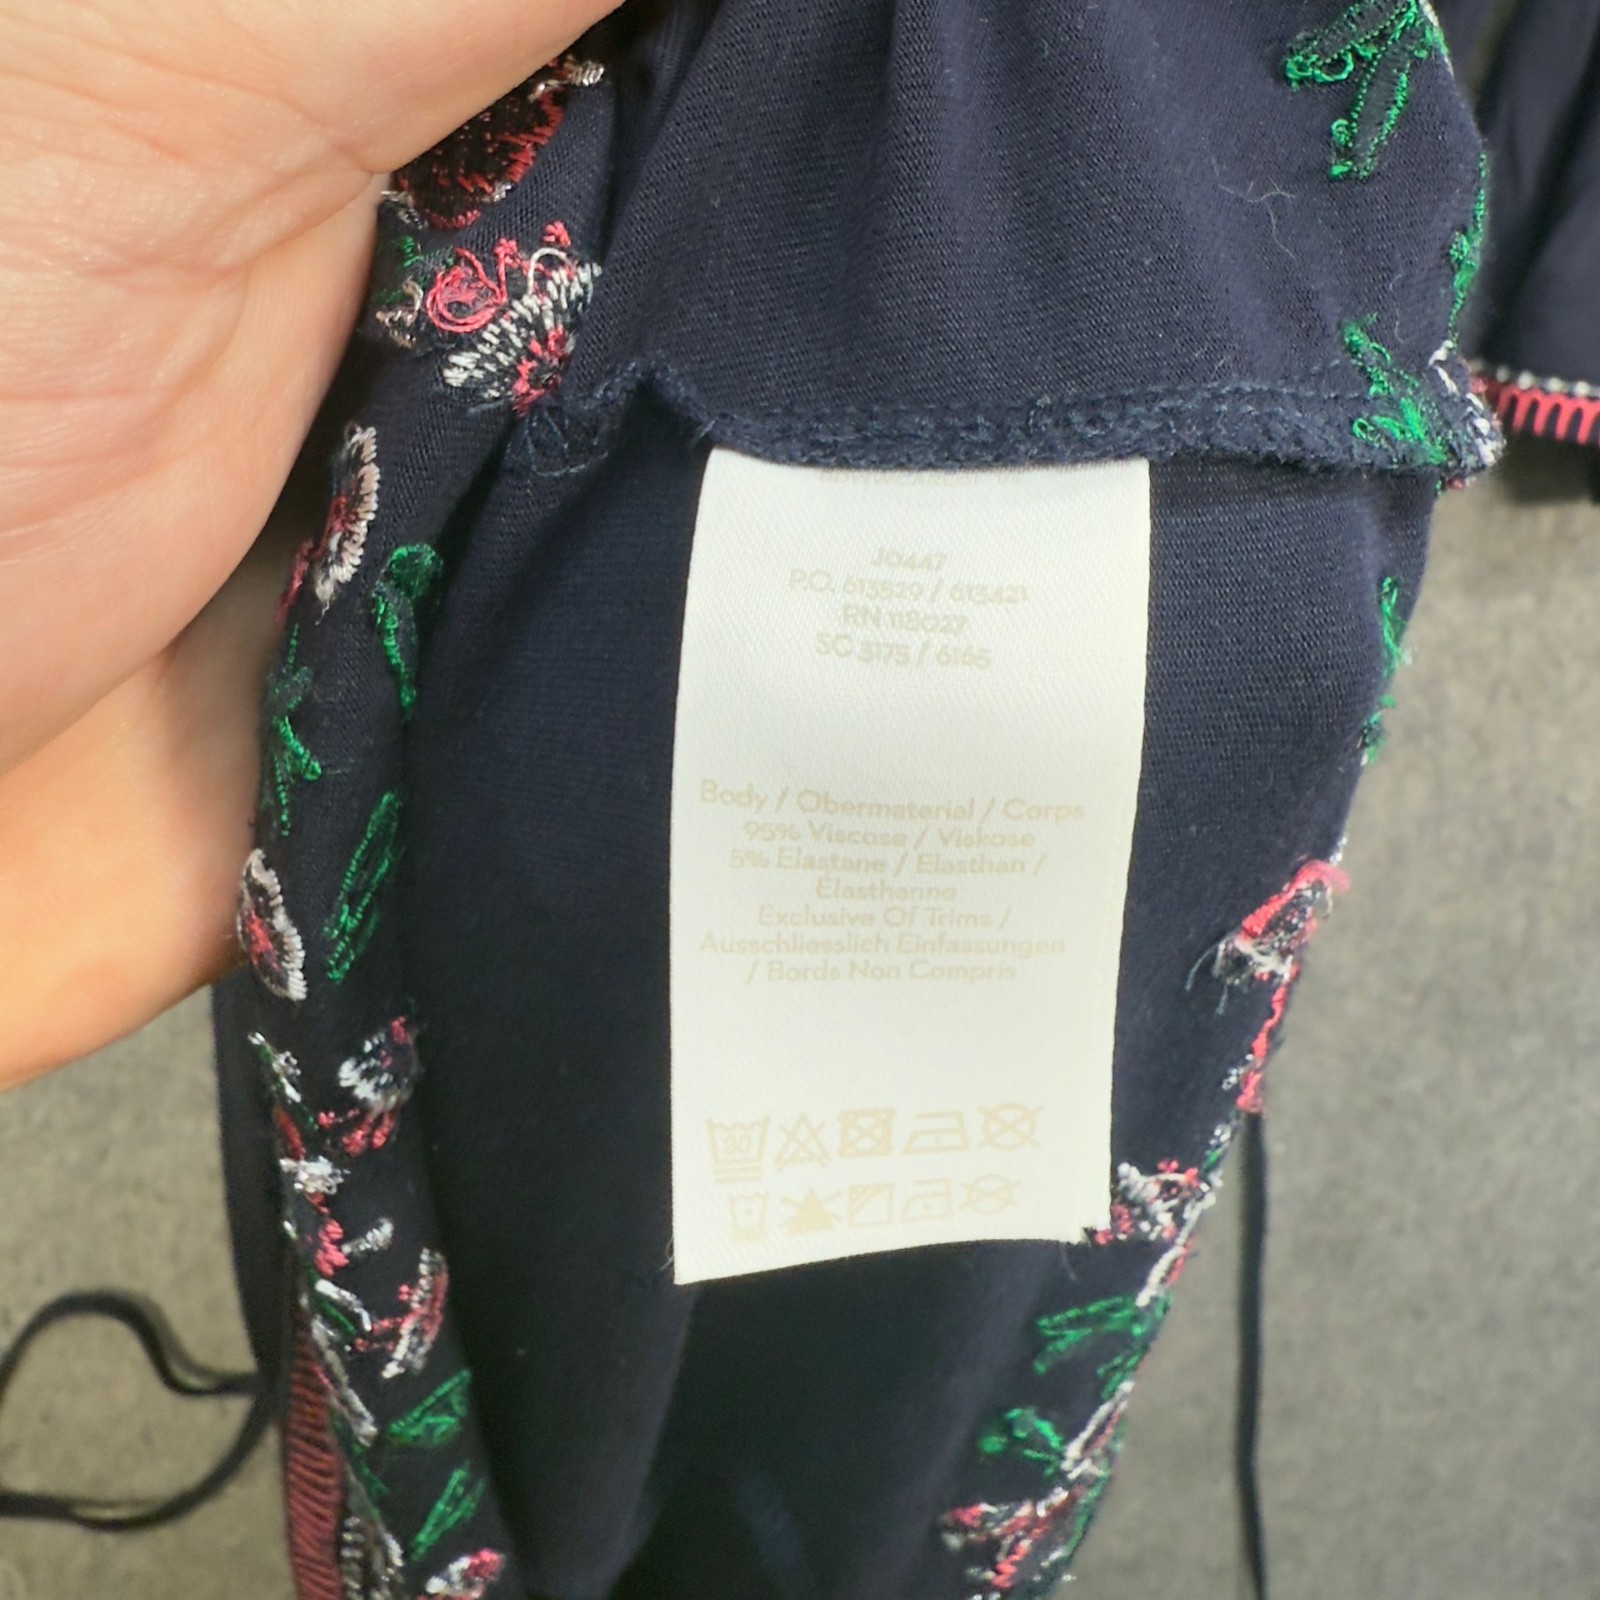 J0447
P.O. 613529 / 613421
RN 118027
SC 3175 / 6165
Body / Obermaterial / Corps
95% Viscose / Viskose
5% Elastane / Elasthan /
Elasthanne
Exclusive Of Trims /
Ausschliesslich Einfassungen
/ Bords Non Compris
30